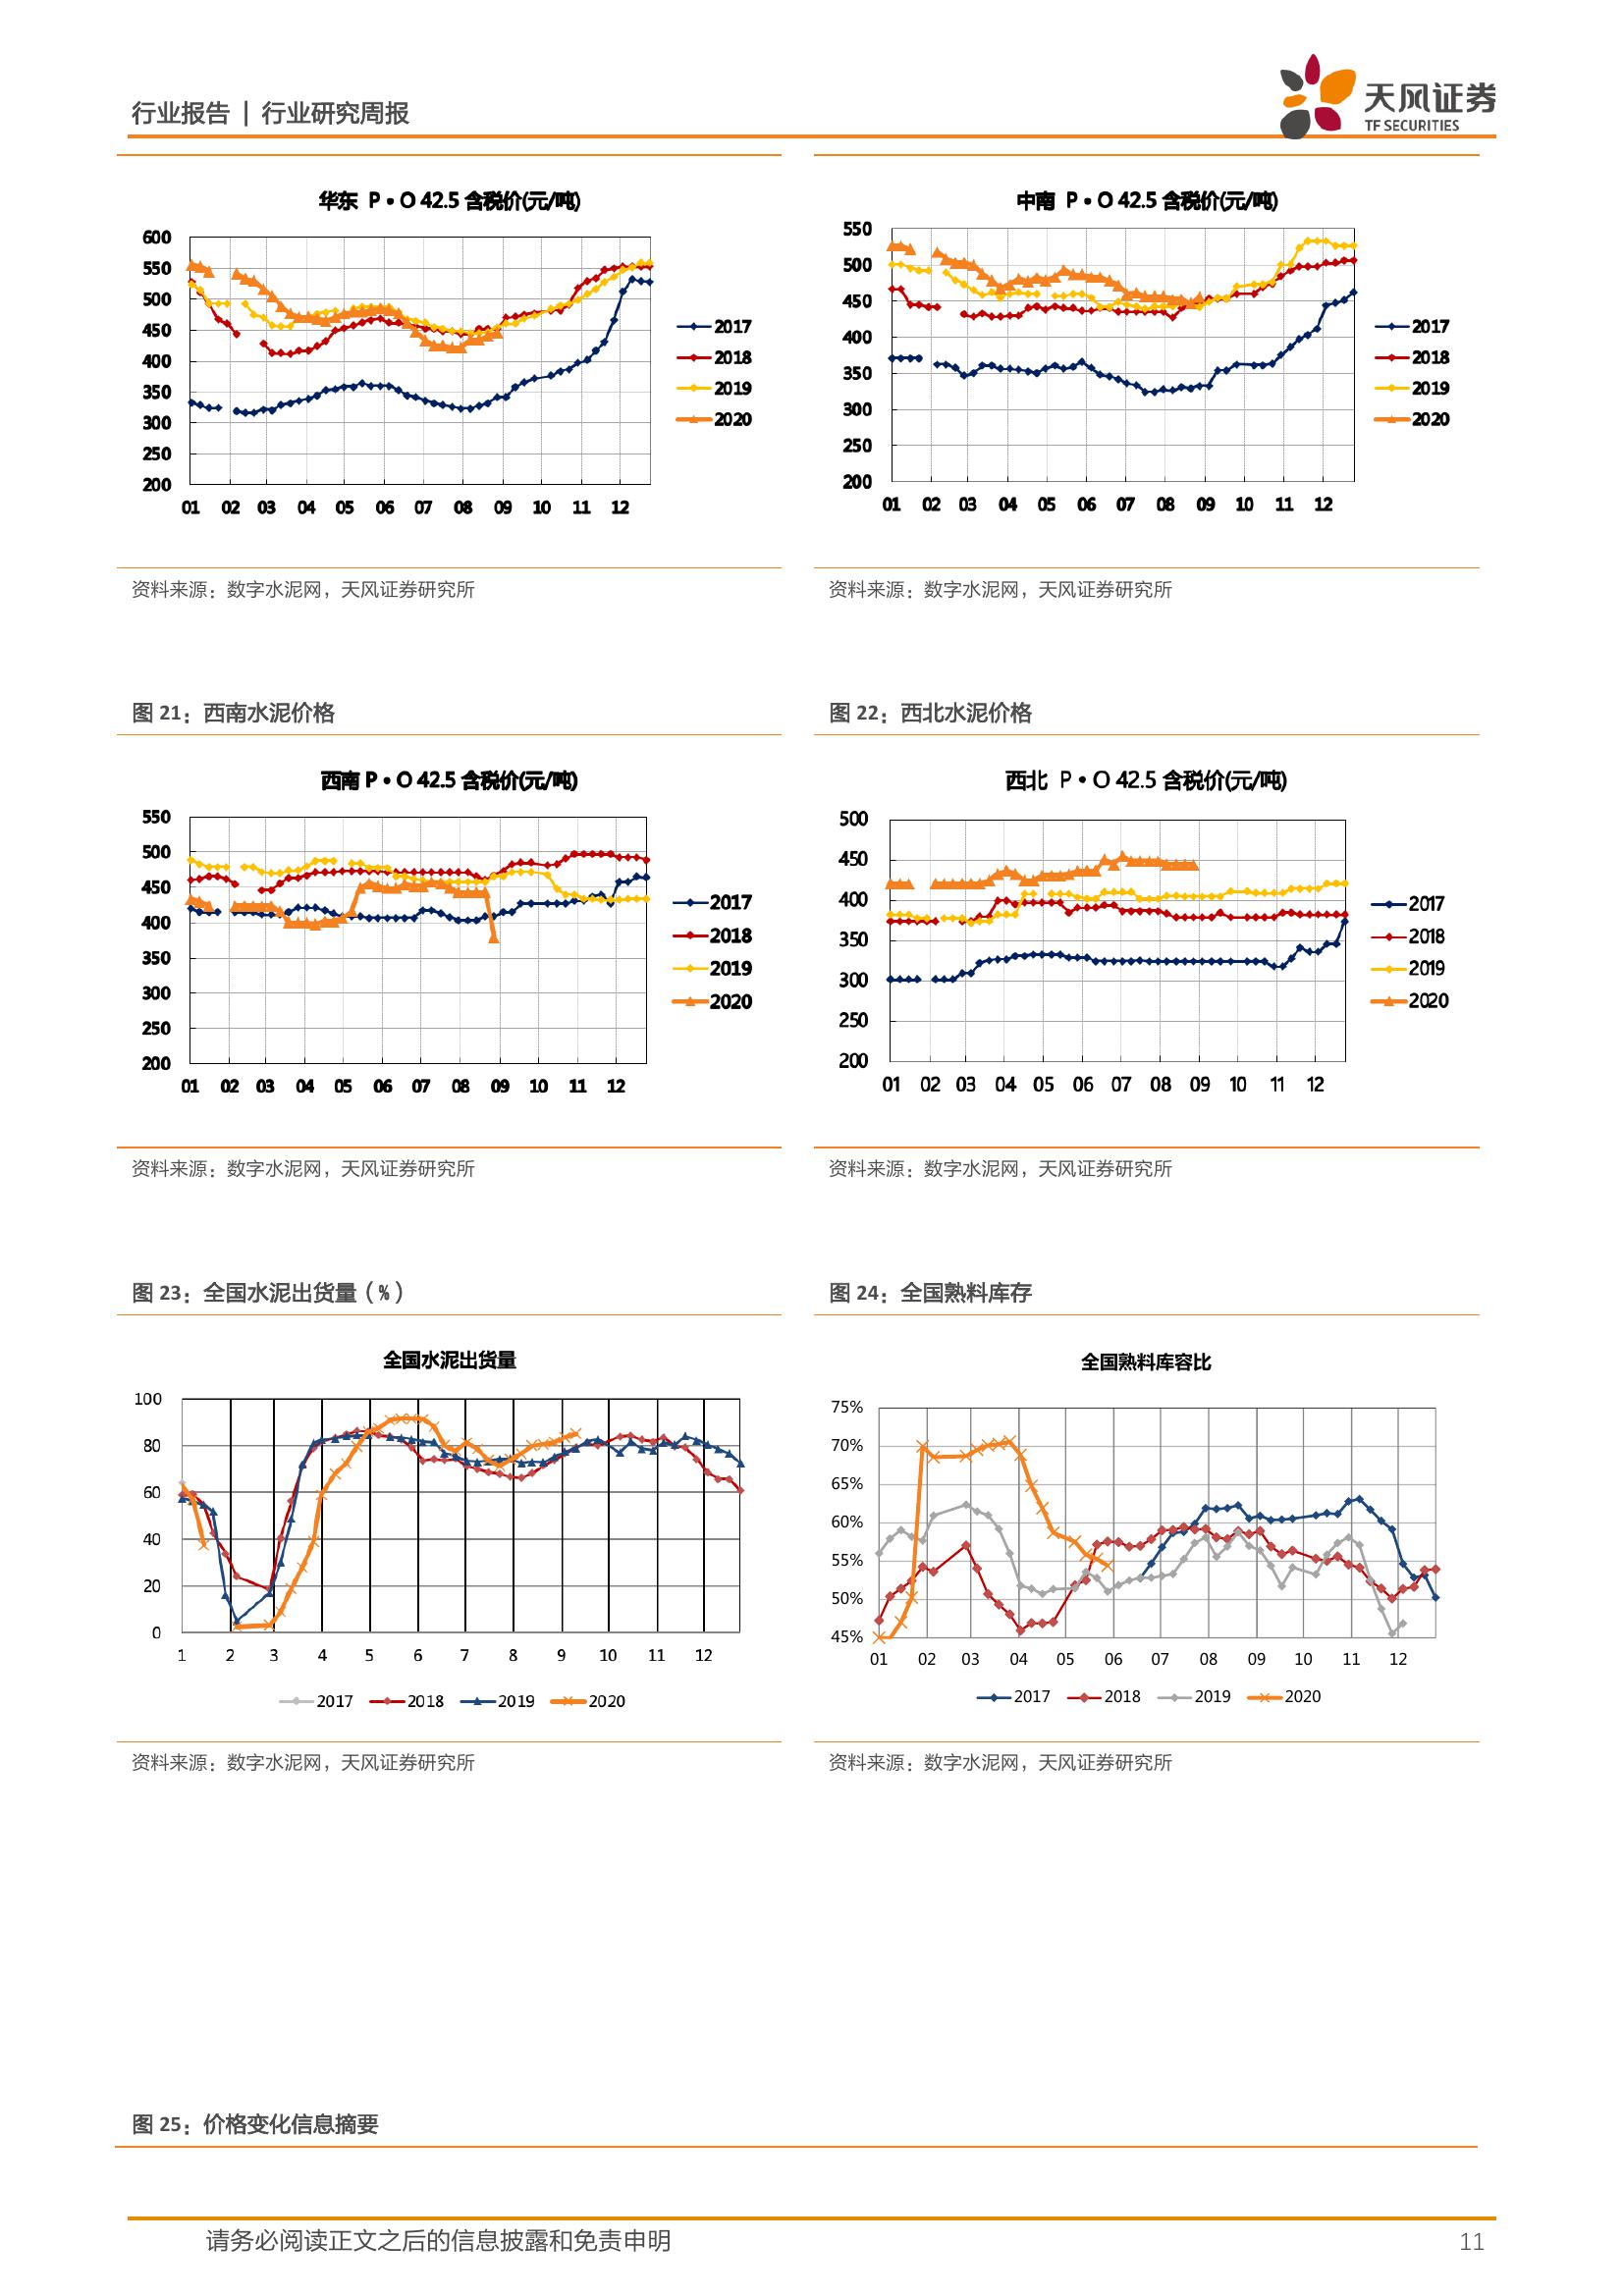 行业报告 | 行业研究周报
天风证券
TF SECURITIES
华东 P • O 42.5 含税价(元/吨)
600
550
500
450
400
350
300
250
200
01 02 03 04 05 06 07 08 09 10 11 12
2017
2018
2019
2020
中南 P • O 42.5 含税价(元/吨)
550
500
450
400
350
300
250
200
01 02 03 04 05 06 07 08 09 10 11 12
2017
2018
2019
2020
资料来源：数字水泥网，天风证券研究所
资料来源：数字水泥网，天风证券研究所
图 21：西南水泥价格
图 22：西北水泥价格
西南 P • O 42.5 含税价(元/吨)
550
500
450
400
350
300
250
200
01 02 03 04 05 06 07 08 09 10 11 12
2017
2018
2019
2020
西北 P • O 42.5 含税价(元/吨)
500
450
400
350
300
250
200
01 02 03 04 05 06 07 08 09 10 11 12
2017
2018
2019
2020
资料来源：数字水泥网，天风证券研究所
资料来源：数字水泥网，天风证券研究所
图 23：全国水泥出货量（%）
图 24：全国熟料库存
全国水泥出货量
100
80
60
40
20
0
1 2 3 4 5 6 7 8 9 10 11 12
2017 2018 2019 2020
全国熟料库容比
75%
70%
65%
60%
55%
50%
45%
01 02 03 04 05 06 07 08 09 10 11 12
2017 2018 2019 2020
资料来源：数字水泥网，天风证券研究所
资料来源：数字水泥网，天风证券研究所
图 25：价格变化信息摘要
请务必阅读正文之后的信息披露和免责申明
11